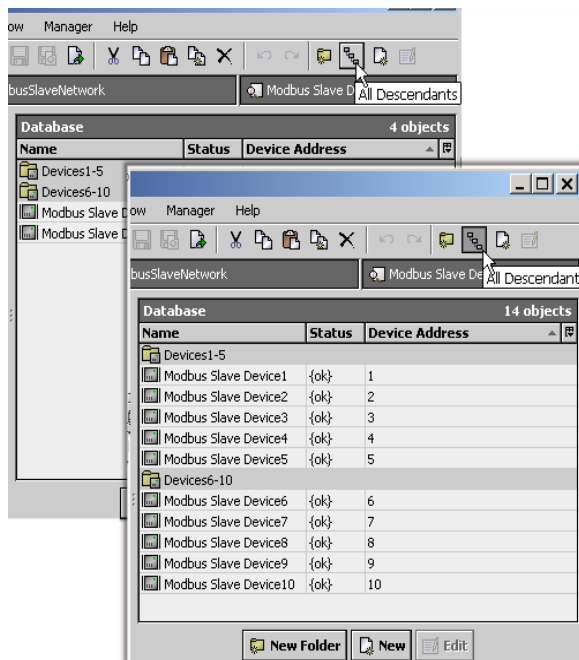 ow Manager Help
busSlaveNetwork Modbus Slave D
All Descendants
Database 4 objects
Name Status Device Address
Devices1-5
Devices6-10
Modbus Slave D
Modbus Slave D
ow Manager Help
busSlaveNetwork Modbus Slave De
All Descendant
Database 14 objects
Name Status Device Address
Devices1-5
Modbus Slave Device1 {ok} 1
Modbus Slave Device2 {ok} 2
Modbus Slave Device3 {ok} 3
Modbus Slave Device4 {ok} 4
Modbus Slave Device5 {ok} 5
Devices6-10
Modbus Slave Device6 {ok} 6
Modbus Slave Device7 {ok} 7
Modbus Slave Device8 {ok} 8
Modbus Slave Device9 {ok} 9
Modbus Slave Device10 {ok} 10
New Folder New Edit